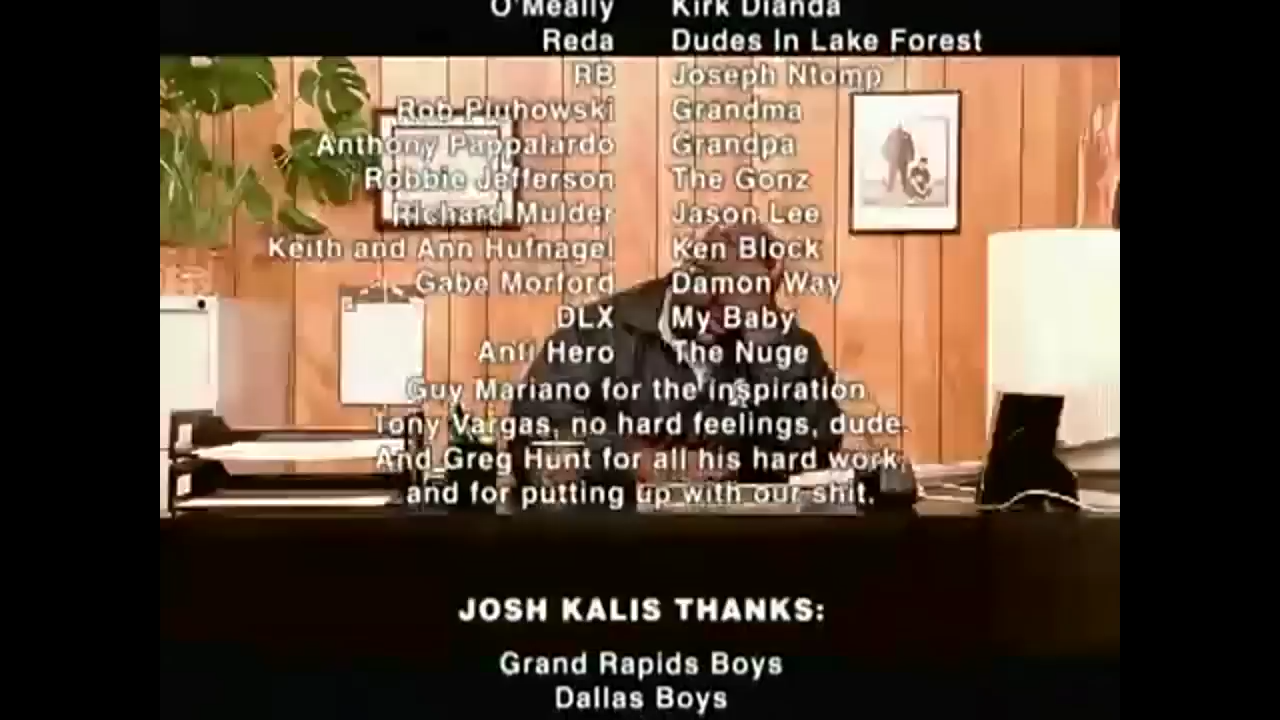 O'Meally Kirk Dianda
Reda Dudes In Lake Forest
RB Joseph Ntomp
Rob Pluhowski Grandma
Anthony Pappalardo Grandpa
Robbie Jefferson The Gonz
Richard Mulder Jason Lee
Keith and Ann Hufnagel Ken Block
Gabe Morford Damon Way
DLX My Baby
Anti Hero The Nuge
Guy Mariano for the inspiration
Tony Vargas, no hard feelings, dude.
And Greg Hunt for all his hard work,
and for putting up with our shit.
JOSH KALIS THANKS:
Grand Rapids Boys
Dallas Boys